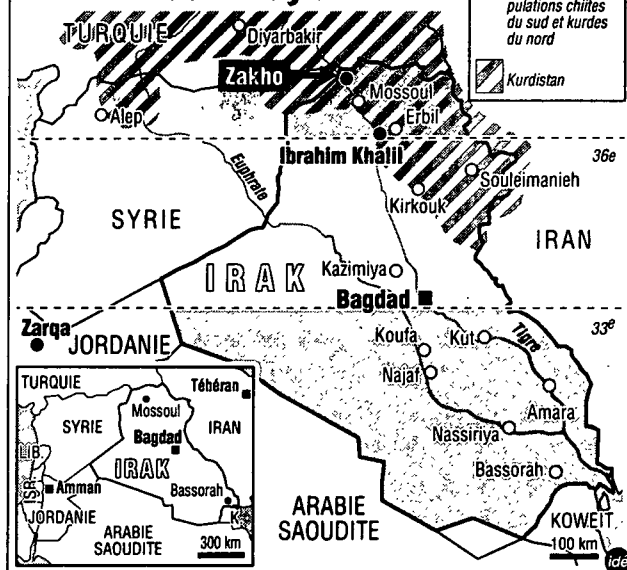 pulations chiites
du sud et kurdes
du nord
Kurdistan
TURQUIE
Diyarbakir
Zakho
Mossoul
Erbil
Alep
Ibrahim Khalil
36e
Euphrate
Souleimanieh
Kirkouk
SYRIE
IRAN
IRAK
Kazimiya
Bagdad
33e
Zarqa
JORDANIE
Koufa
Kut
Tigre
Najaf
Amara
Nassiriya
Bassorah
ARABIE
SAOUDITE
KOWEIT
100 km
idé
TURQUIE
Téhéran
Mossoul
SYRIE
IRAN
Bagdad
LIB.
IRAK
ISR.
Amman
Bassorah
JORDANIE
K.
ARABIE
SAOUDITE
300 km